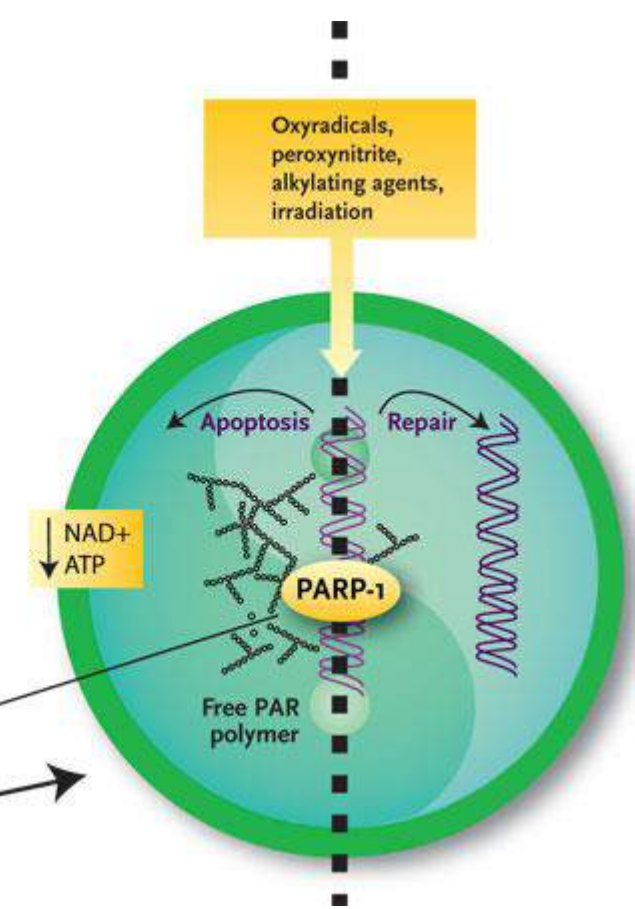 Oxyradicals,
peroxynitrite,
alkylating agents,
irradiation
Apoptosis
Repair
NAD+
ATP
PARP-1
Free PAR
polymer